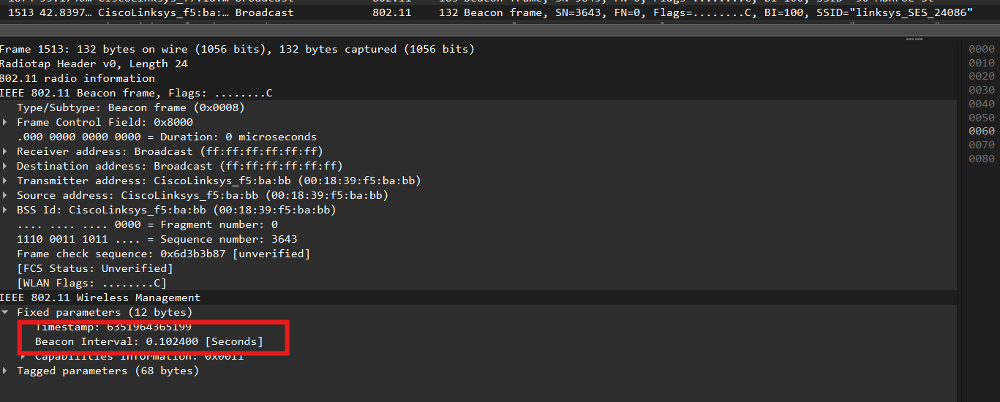 1513 42.8397… CiscoLinksys_f5:ba:… Broadcast 802.11 132 Beacon frame, SN=3643, FN=0, Flags=........C, BI=100, SSID="linksys_SES_24086"
Frame 1513: 132 bytes on wire (1056 bits), 132 bytes captured (1056 bits)
Radiotap Header v0, Length 24
802.11 radio information
IEEE 802.11 Beacon frame, Flags: ........C
Type/Subtype: Beacon frame (0x0008)
Frame Control Field: 0x8000
.000 0000 0000 0000 = Duration: 0 microseconds
Receiver address: Broadcast (ff:ff:ff:ff:ff:ff)
Destination address: Broadcast (ff:ff:ff:ff:ff:ff)
Transmitter address: CiscoLinksys_f5:ba:bb (00:18:39:f5:ba:bb)
Source address: CiscoLinksys_f5:ba:bb (00:18:39:f5:ba:bb)
BSS Id: CiscoLinksys_f5:ba:bb (00:18:39:f5:ba:bb)
.... .... .... 0000 = Fragment number: 0
1110 0011 1011 .... = Sequence number: 3643
Frame check sequence: 0x6d3b3b87 [unverified]
[FCS Status: Unverified]
[WLAN Flags: ........C]
IEEE 802.11 Wireless Management
Fixed parameters (12 bytes)
Timestamp: 6351964365199
Beacon Interval: 0.102400 [Seconds]
Capabilities Information: 0x0011
Tagged parameters (68 bytes)
0000
0010
0020
0030
0040
0050
0060
0070
0080